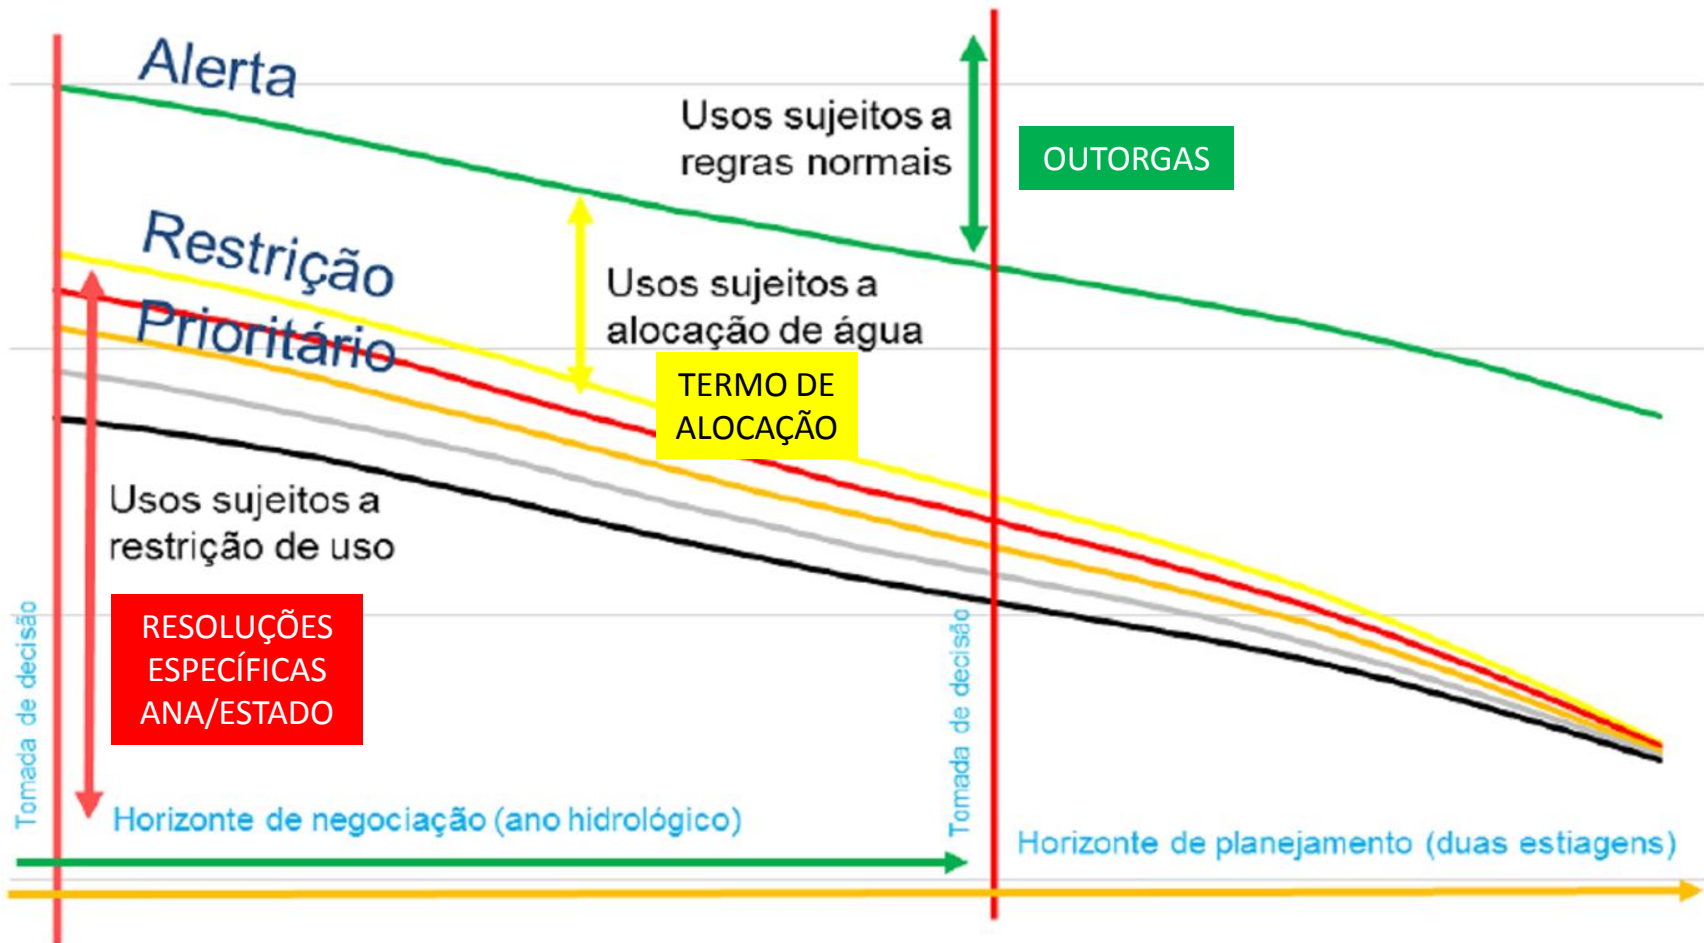 Alerta
Usos sujeitos a
regras normais
OUTORGAS
Restrição
Prioritário
Usos sujeitos a
alocação de água
TERMO DE
ALOCAÇÃO
Usos sujeitos a
restrição de uso
RESOLUÇÕES
ESPECÍFICAS
ANA/ESTADO
Tomada de decisão
Tomada de decisão
Horizonte de negociação (ano hidrológico)
Horizonte de planejamento (duas estiagens)